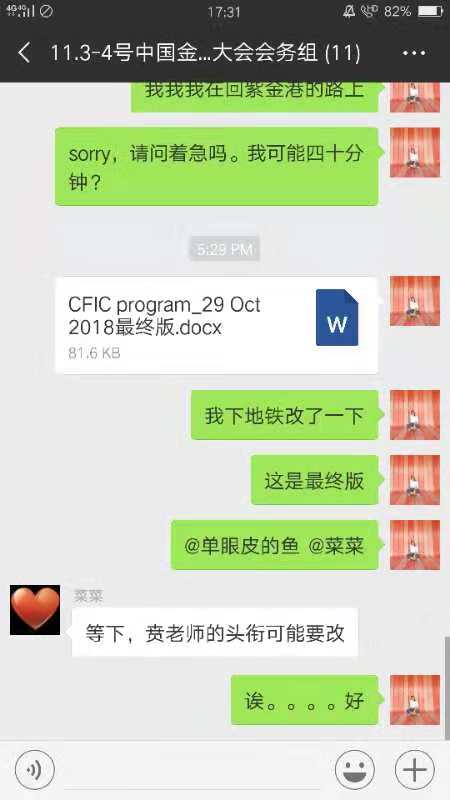 4G 4G
17:31
HD
82%
11.3-4号中国金...大会会务组 (11)
我我我在回紫金港的路上
sorry，请问着急吗。我可能四十分
钟？
5:29 PM
CFIC program_29 Oct
2018最终版.docx
81.6 KB
W
我下地铁改了一下
这是最终版
@单眼皮的鱼 @菜菜
菜菜
等下，贲老师的头衔可能要改
诶。。。。好